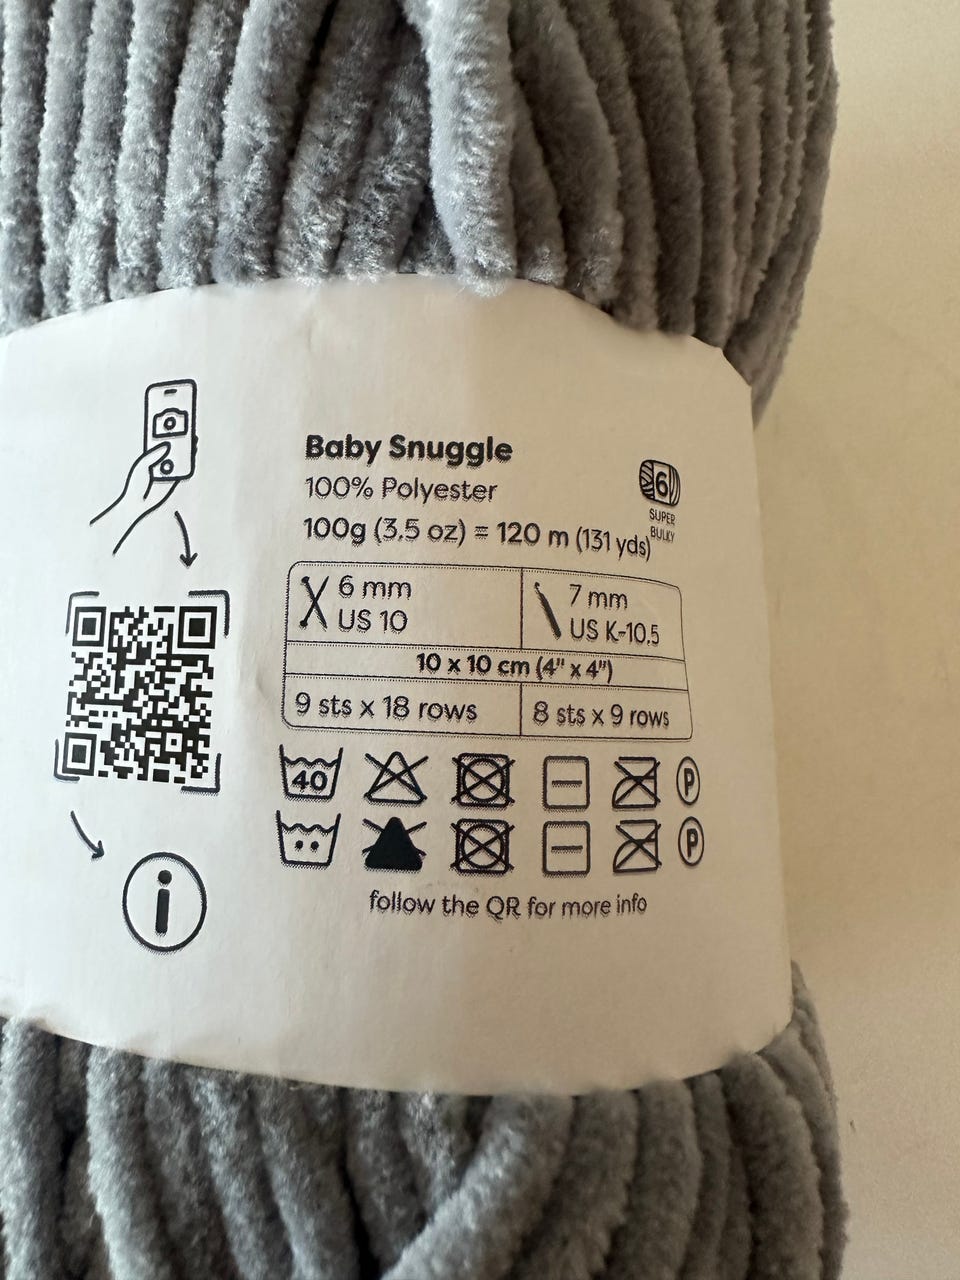 Baby Snuggle
100% Polyester
100g (3.5 oz) = 120 m (131 yds)
6
SUPER
BULKY
6 mm
US 10
7 mm
US K-10.5
10 x 10 cm (4" x 4")
9 sts x 18 rows
8 sts x 9 rows
40
P
P
follow the QR for more info
i